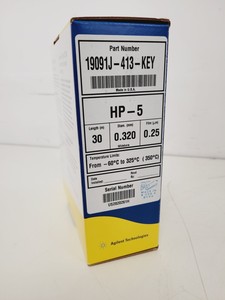 Part Number
19091J-413-KEY
Made in U.S.A.
HP-5
Length (m)
30
Diam. (mm)
0.320
Film (µm)
0.25
Temperature Limits:
From -60°C to 325°C (350°C)
Serial Number
Agilent Technologies